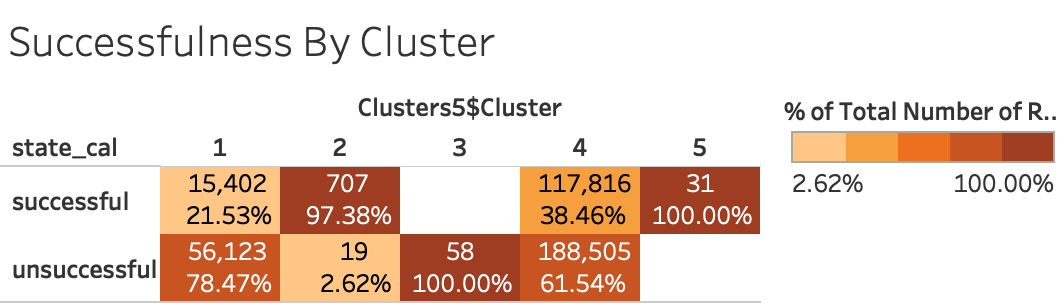 Successfulness By Cluster
Clusters5$Cluster
% of Total Number of R..
state_cal 1 2 3 4 5
successful 15,402 707 117,816 31
21.53% 97.38% 38.46% 100.00%
2.62% 100.00%
unsuccessful 56,123 19 58 188,505
78.47% 2.62% 100.00% 61.54%